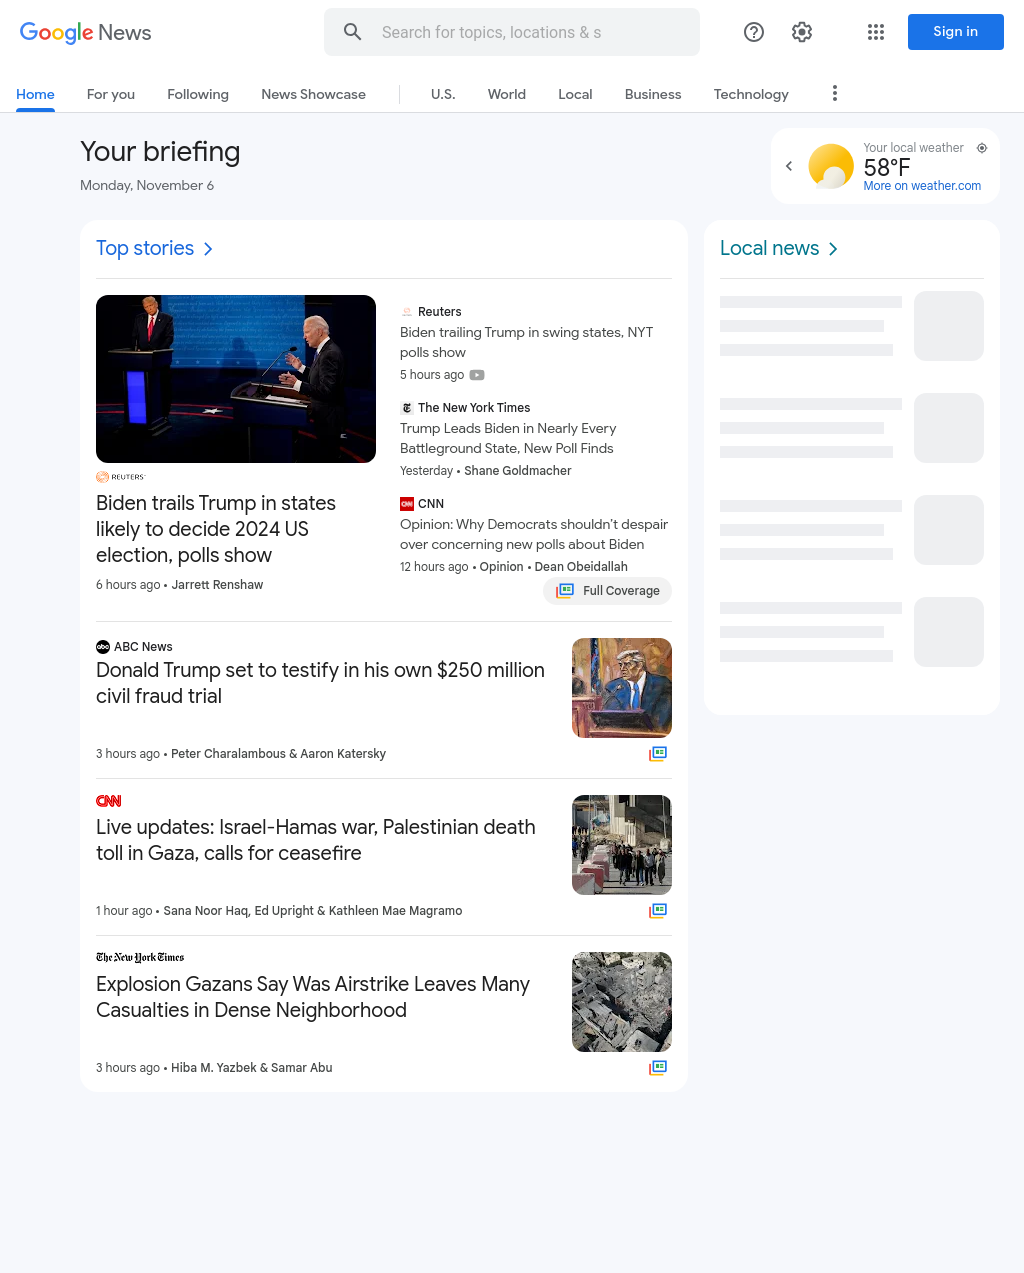 Google News
Search for topics, locations & s
Sign in
Home
For you
Following
News Showcase
U.S.
World
Local
Business
Technology
Your briefing
Monday, November 6
Your local weather
58°F
More on weather.com
Top stories
REUTERS
Biden trails Trump in states
likely to decide 2024 US
election, polls show
6 hours ago • Jarrett Renshaw
Reuters
Biden trailing Trump in swing states, NYT
polls show
5 hours ago
The New York Times
Trump Leads Biden in Nearly Every
Battleground State, New Poll Finds
Yesterday • Shane Goldmacher
CNN
CNN
Opinion: Why Democrats shouldn't despair
over concerning new polls about Biden
12 hours ago • Opinion • Dean Obeidallah
Full Coverage
abc
ABC News
Donald Trump set to testify in his own $250 million
civil fraud trial
3 hours ago • Peter Charalambous & Aaron Katersky
CNN
Live updates: Israel-Hamas war, Palestinian death
toll in Gaza, calls for ceasefire
1 hour ago • Sana Noor Haq, Ed Upright & Kathleen Mae Magramo
The New York Times
Explosion Gazans Say Was Airstrike Leaves Many
Casualties in Dense Neighborhood
3 hours ago • Hiba M. Yazbek & Samar Abu
Local news